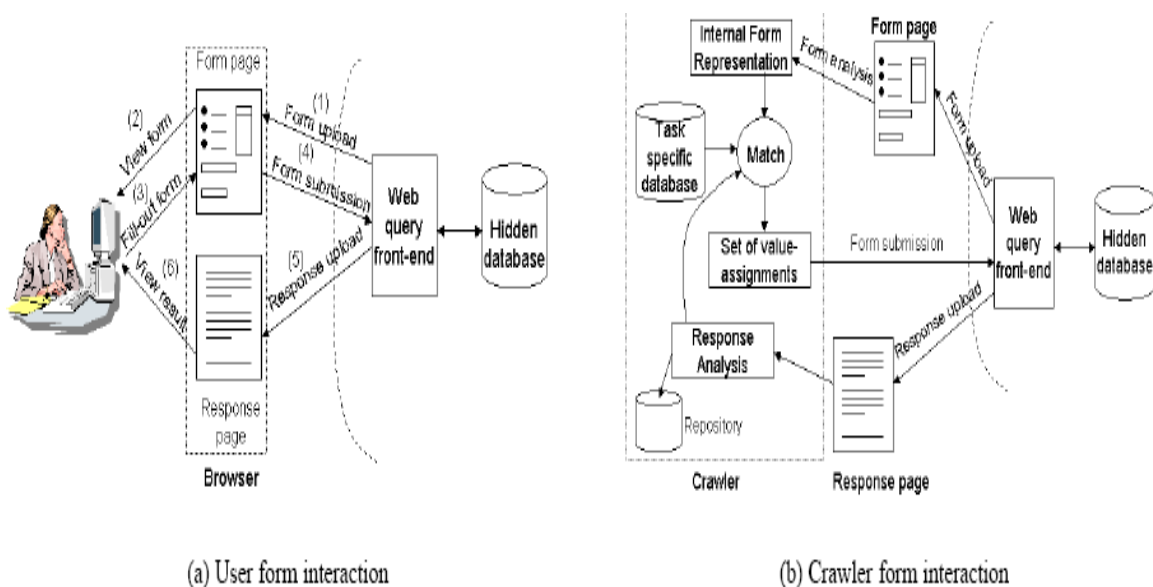 Form page
(1)
Form upload
(2)
View form
(4)
Form submission
(3)
Fill-out form
Web
query
front-end
Hidden
database
(5)
Response upload
(6)
View result
Response
page
Browser
(a) User form interaction
Internal Form
Representation
Form page
Form analysis
Task
specific
database
Match
Form upload
Set of value-
assignments
Form submission
Web
query
front-end
Hidden
database
Response upload
Response
Analysis
Repository
Crawler
Response page
(b) Crawler form interaction